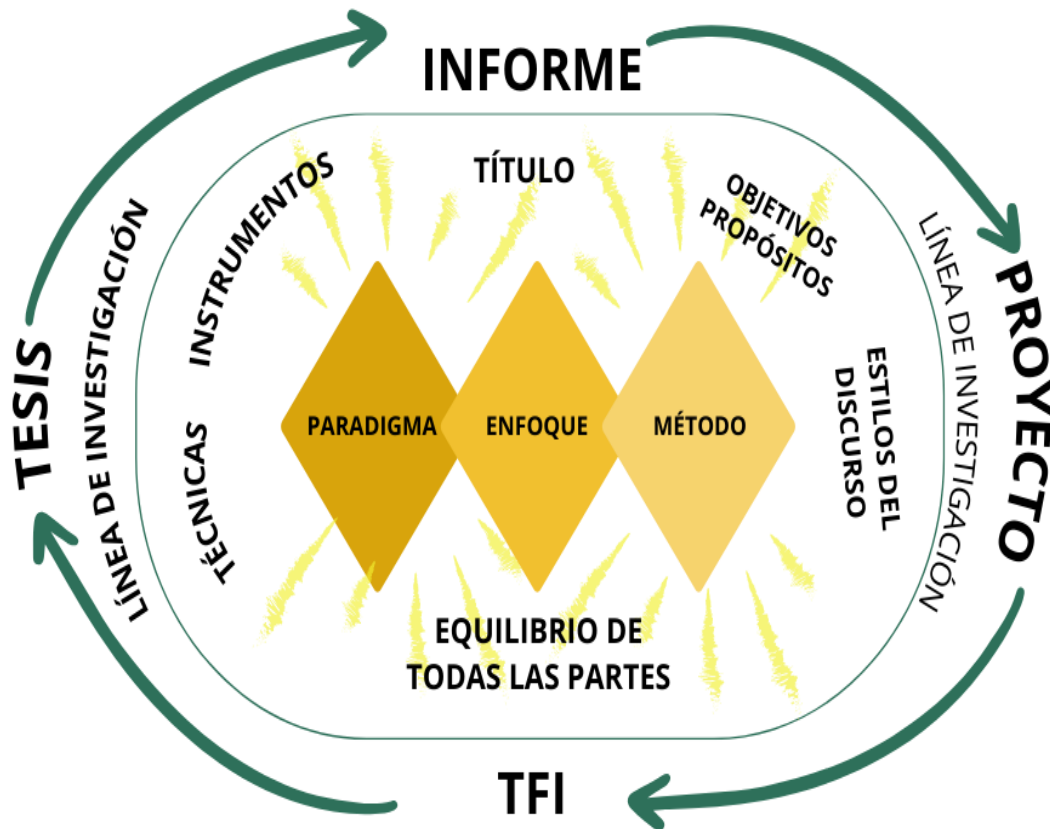 INFORME
TÍTULO
INSTRUMENTOS
OBJETIVOS
PROPÓSITOS
LÍNEA DE INVESTIGACIÓN
LÍNEA DE INVESTIGACIÓN
TESIS
PROYECTO
PARADIGMA
ENFOQUE
MÉTODO
ESTILOS DEL
DISCURSO
TÉCNICAS
EQUILIBRIO DE
TODAS LAS PARTES
TFI